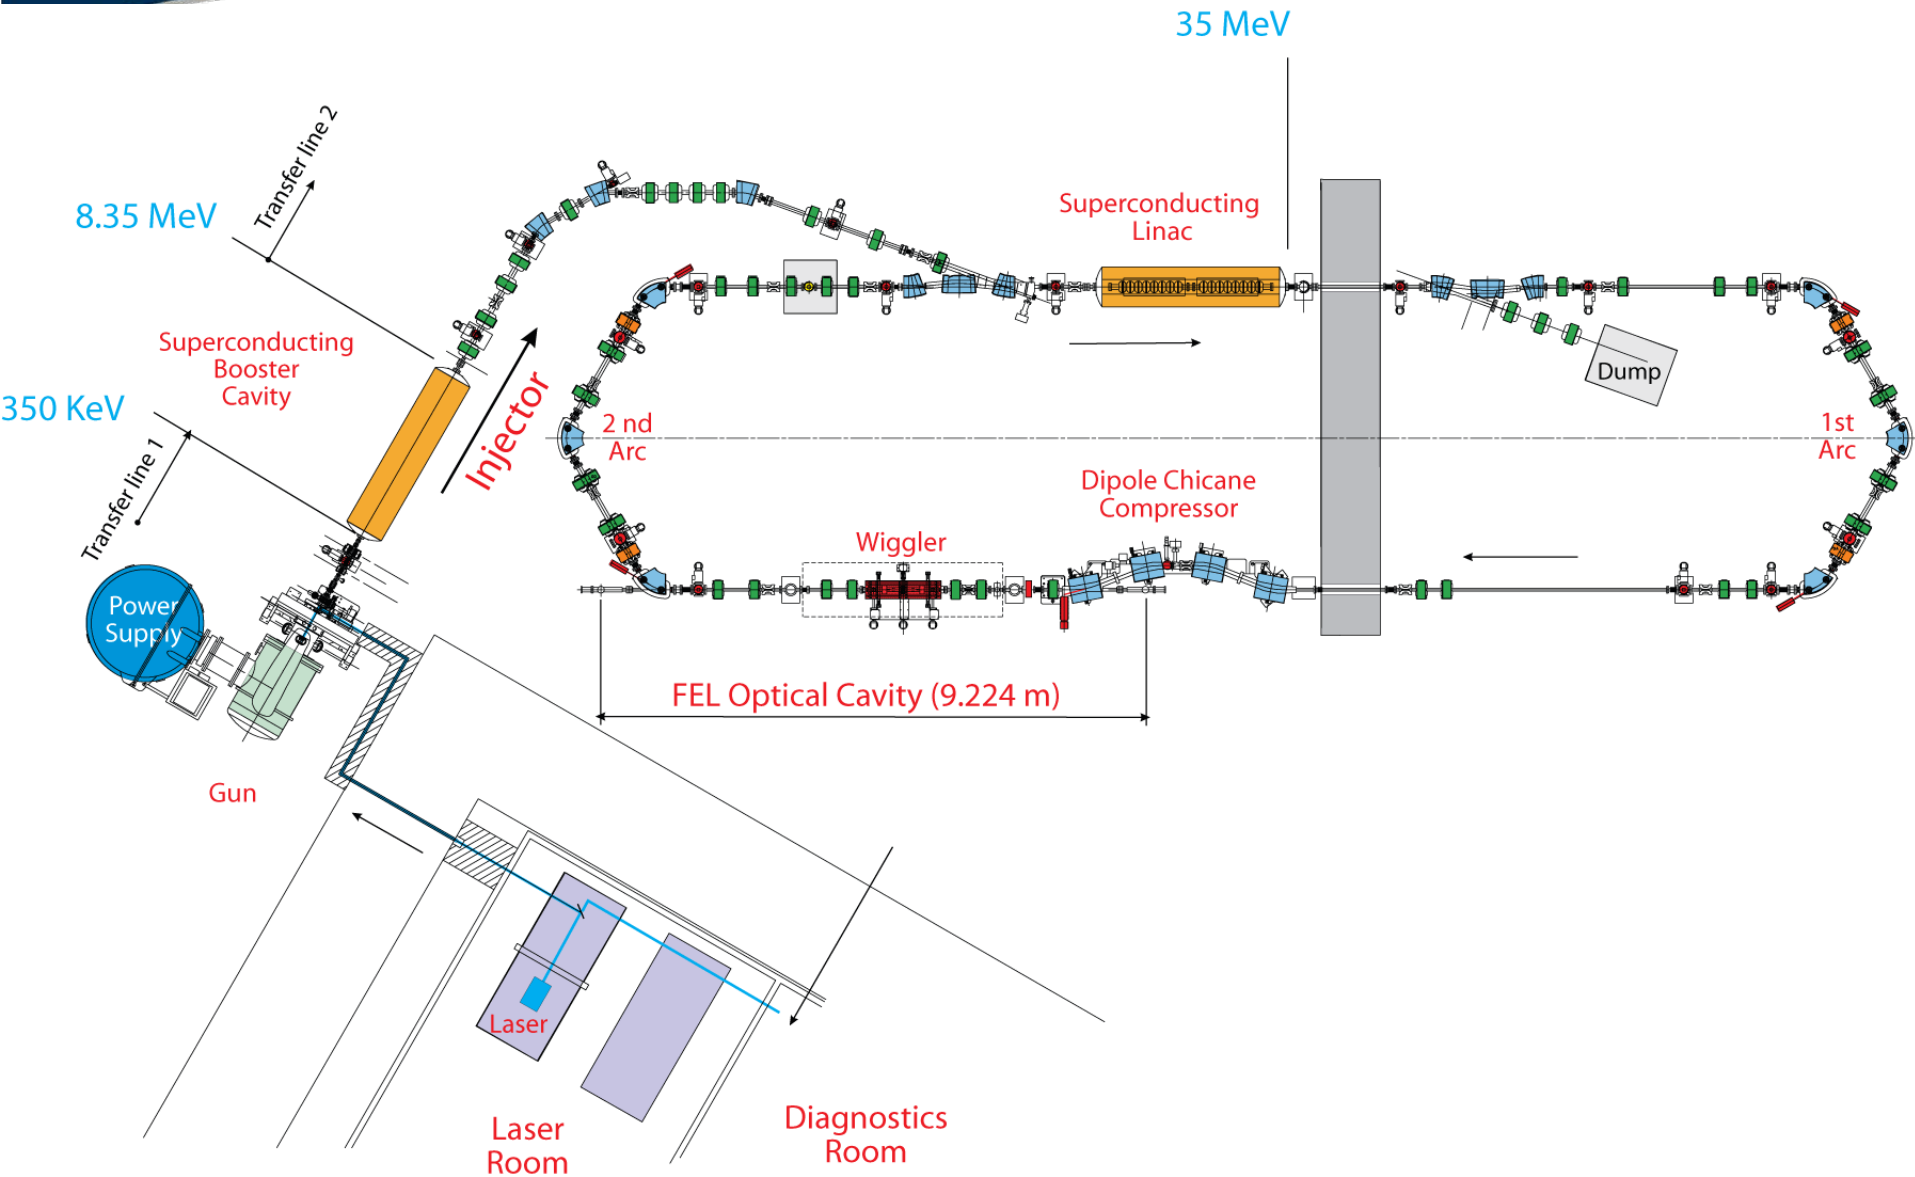 35 MeV
Transfer line 2
8.35 MeV
Superconducting
Linac
Superconducting
Booster
Cavity
Dump
350 KeV
Injector
2 nd
Arc
1st
Arc
Transfer line 1
Dipole Chicane
Compressor
Wiggler
Power
Supply
FEL Optical Cavity (9.224 m)
Gun
Laser
Laser
Room
Diagnostics
Room